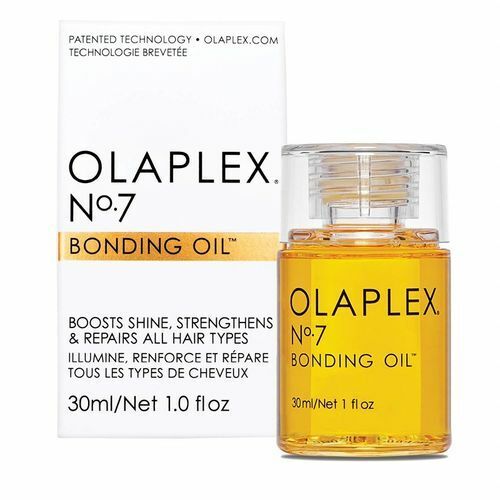 PATENTED TECHNOLOGY • OLAPLEX.COM
TECHNOLOGIE BREVETÉE
OLAPLEX®
Nº.7
BONDING OIL™
BOOSTS SHINE, STRENGTHENS
& REPAIRS ALL HAIR TYPES
ILLUMINE, RENFORCE ET RÉPARE
TOUS LES TYPES DE CHEVEUX
30ml/Net 1.0 fl oz
OLAPLEX®
Nº.7
BONDING OIL™
30ml/Net 1 fl oz